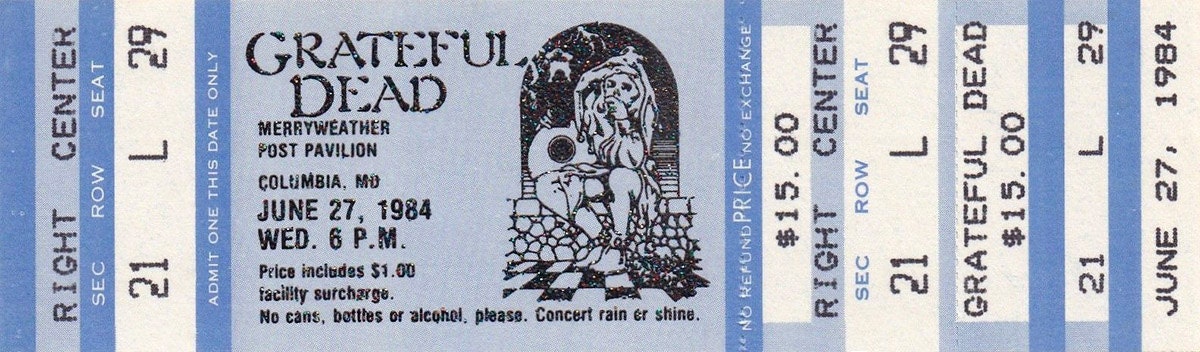 RIGHT CENTER
SEC ROW SEAT
21 L 29
ADMIT ONE THIS DATE ONLY
GRATEFUL
DEAD
MERRYWEATHER
POST PAVILION
COLUMBIA, MD
JUNE 27, 1984
WED. 6 P.M.
Price includes $1.00
facility surcharge.
No cans, bottles or alcohol, please. Concert rain or shine.
NO REFUND PRICE NO EXCHANGE
$15.00
RIGHT CENTER
SEC ROW SEAT
21 L 29
GRATEFUL DEAD
$15.00
21 L 29
JUNE 27, 1984